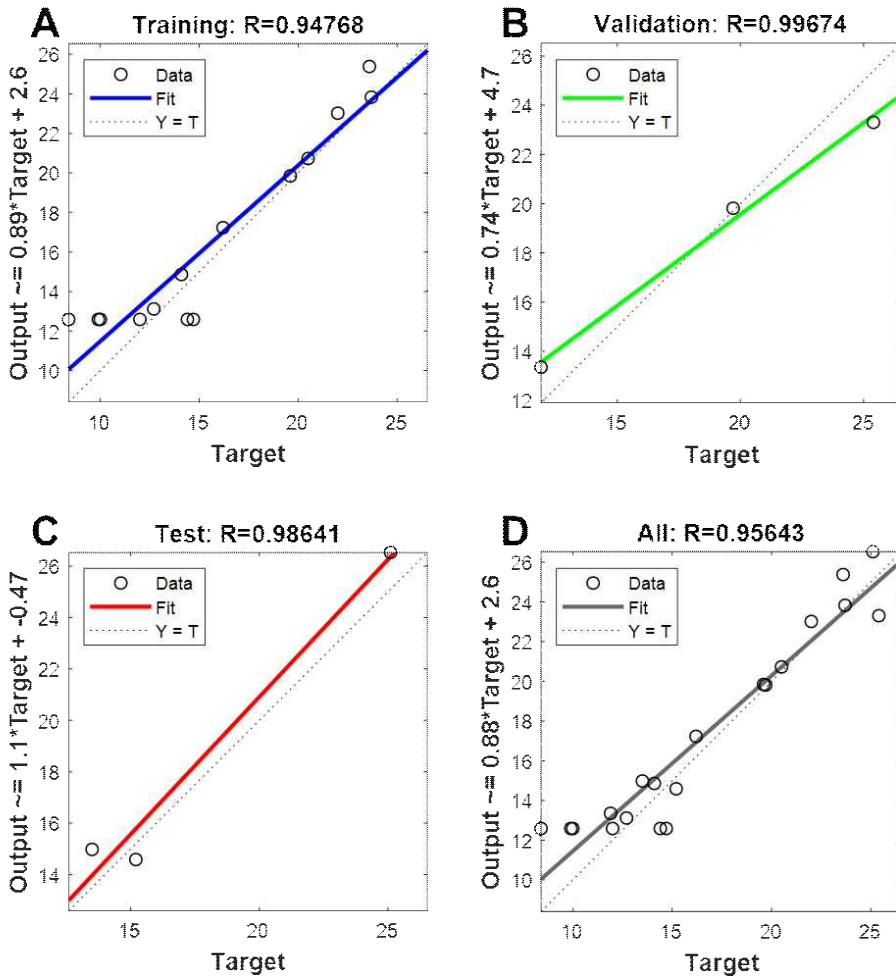 A
Training: R=0.94768
Output ~= 0.89*Target + 2.6
Data
Fit
Y = T
26
24
22
20
18
16
14
12
10
10
15
20
25
Target
B
Validation: R=0.99674
Output ~= 0.74*Target + 4.7
Data
Fit
Y = T
26
24
22
20
18
16
14
12
15
20
25
Target
C
Test: R=0.98641
Output ~= 1.1*Target + -0.47
Data
Fit
Y = T
26
24
22
20
18
16
14
15
20
25
Target
D
All: R=0.95643
Output ~= 0.88*Target + 2.6
Data
Fit
Y = T
26
24
22
20
18
16
14
12
10
10
15
20
25
Target